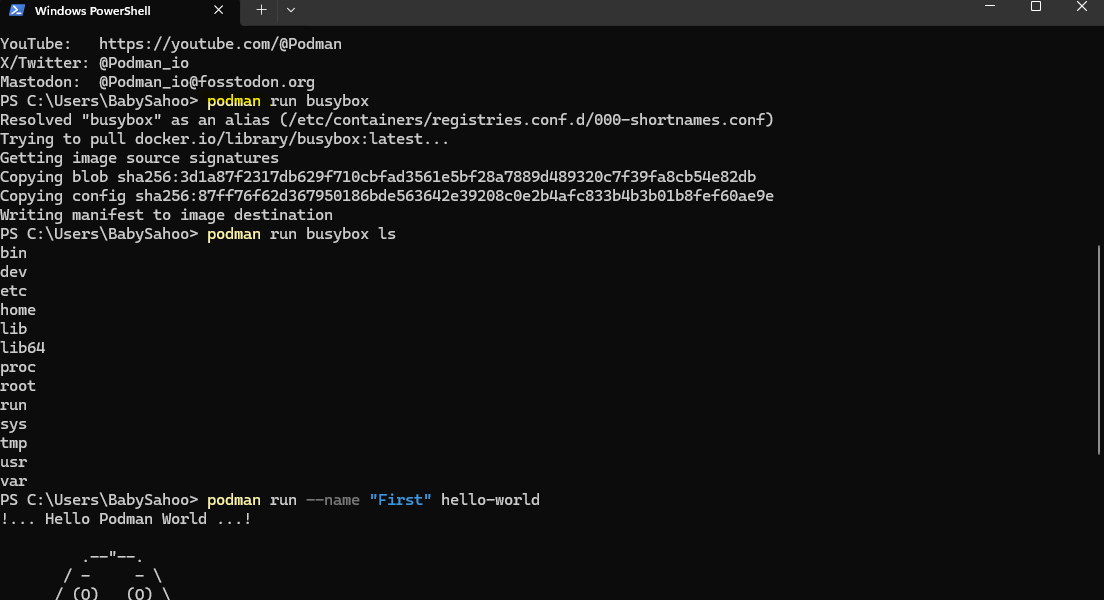 Windows PowerShell
YouTube:   https://youtube.com/@Podman
X/Twitter: @Podman_io
Mastodon:  @Podman_io@fosstodon.org
PS C:\Users\BabySahoo> podman run busybox
Resolved "busybox" as an alias (/etc/containers/registries.conf.d/000-shortnames.conf)
Trying to pull docker.io/library/busybox:latest...
Getting image source signatures
Copying blob sha256:3d1a87f2317db629f710cbfad3561e5bf28a7889d489320c7f39fa8cb54e82db
Copying config sha256:87ff76f62d367950186bde563642e39208c0e2b4afc833b4b3b01b8fef60ae9e
Writing manifest to image destination
PS C:\Users\BabySahoo> podman run busybox ls
bin
dev
etc
home
lib
lib64
proc
root
run
sys
tmp
usr
var
PS C:\Users\BabySahoo> podman run --name "First" hello-world
!... Hello Podman World ...!
         .--"--.
       / -     - \
      / (O)   (O) \